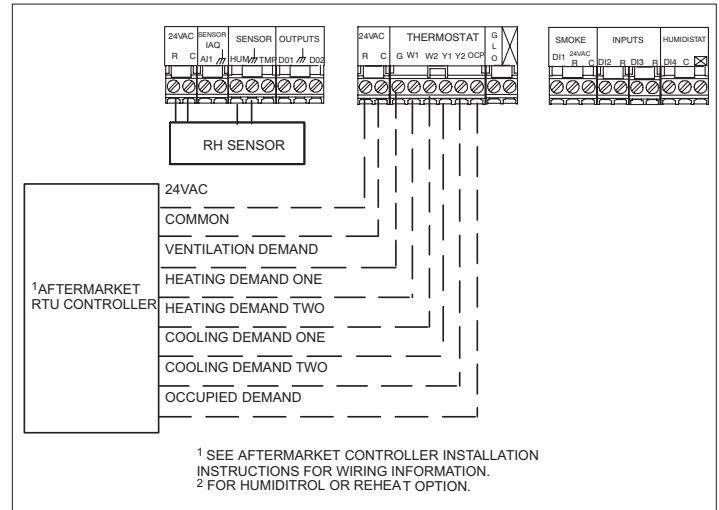 24VAC
R C
SENSOR
IAQ
AI1
SENSOR
HUM TMP
OUTPUTS
D01 D02
24VAC
R C
THERMOSTAT
G W1 W2 Y1 Y2 OCP
G
L
O
SMOKE
24VAC
DI1 R C
INPUTS
DI2 R DI3 R
HUMIDISTAT
DI4 C
RH SENSOR
24VAC
COMMON
VENTILATION DEMAND
HEATING DEMAND ONE
HEATING DEMAND TWO
COOLING DEMAND ONE
COOLING DEMAND TWO
OCCUPIED DEMAND
1AFTERMARKET
RTU CONTROLLER
1 SEE AFTERMARKET CONTROLLER INSTALLATION
INSTRUCTIONS FOR WIRING INFORMATION.
2 FOR HUMIDITROL OR REHEAT OPTION.